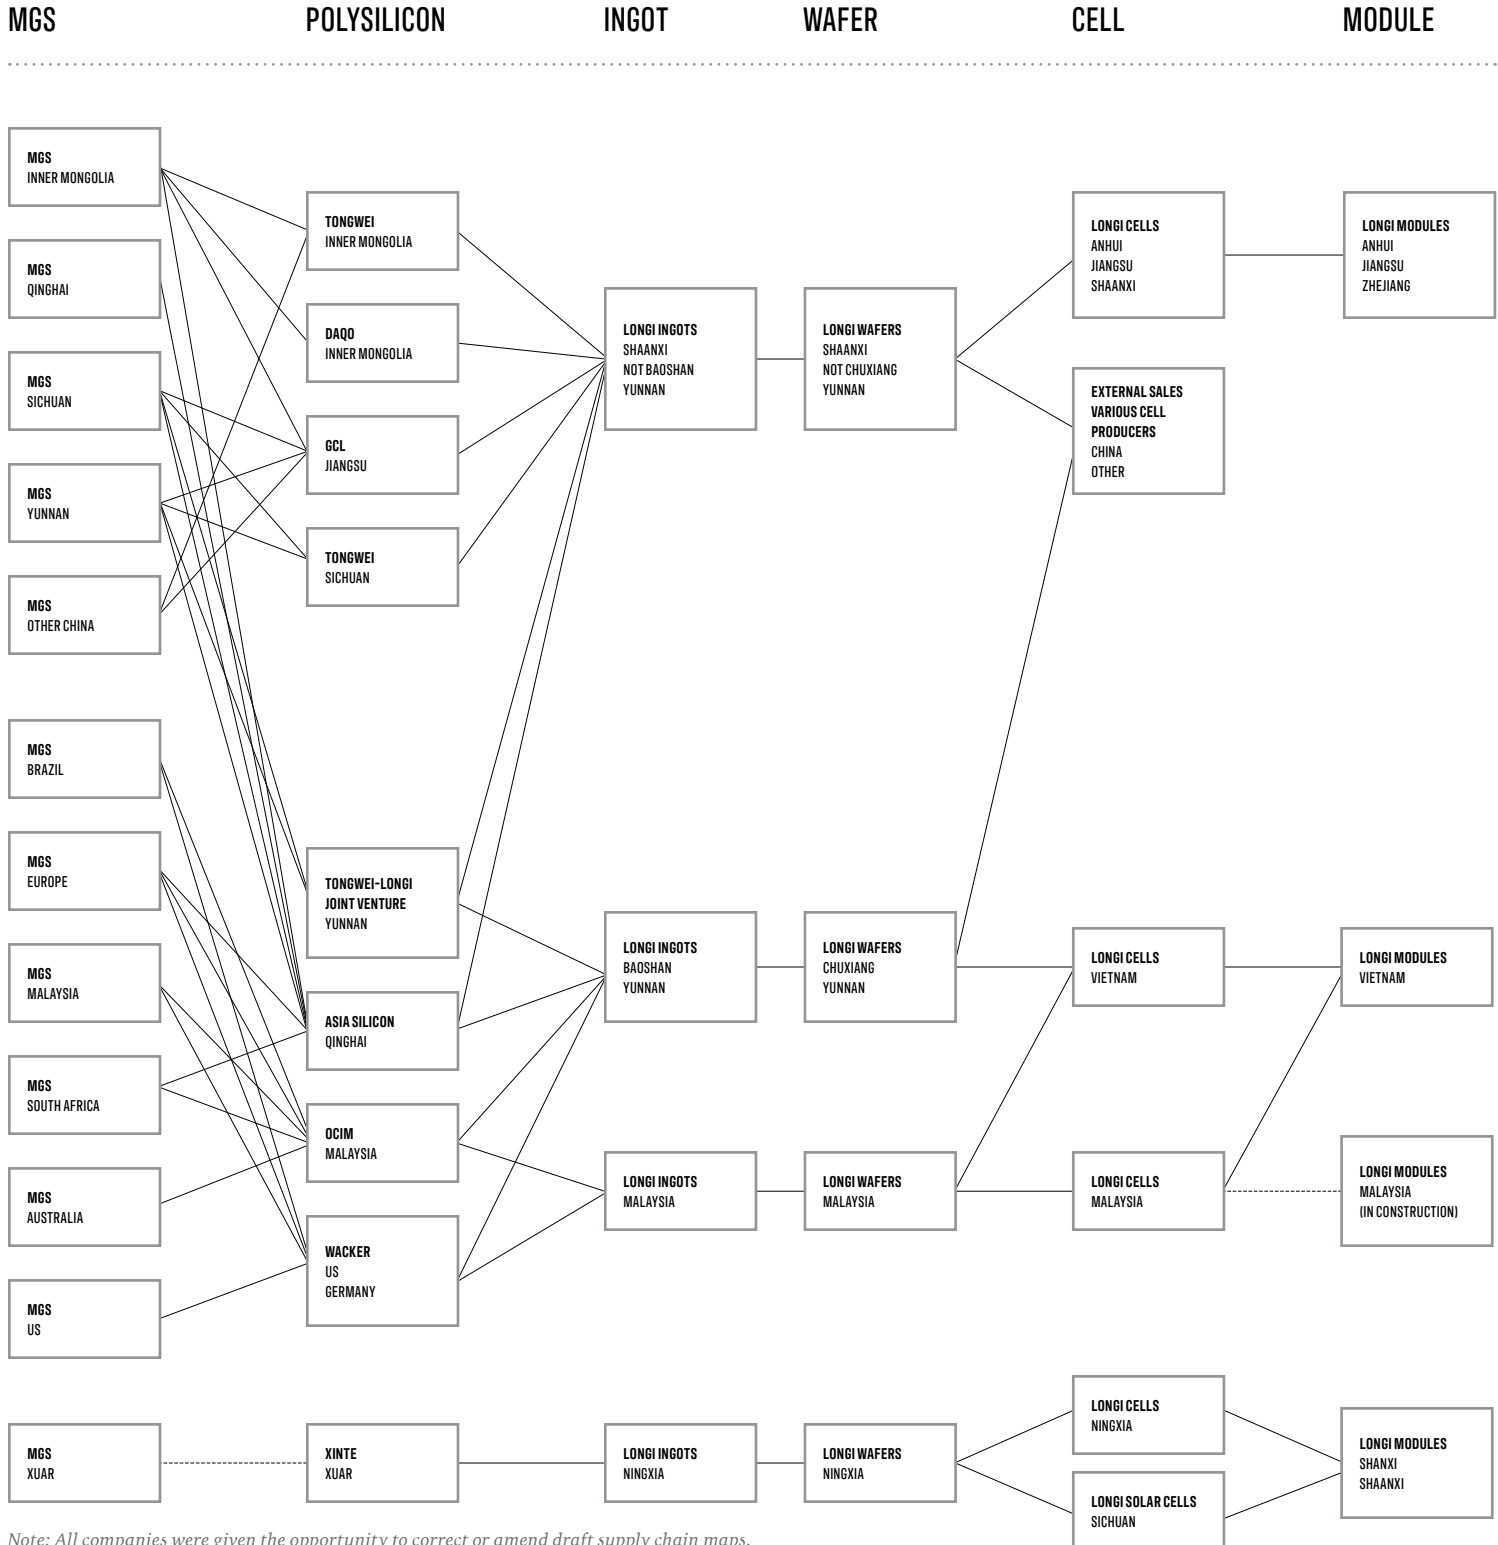 MGS
POLYSILICON
INGOT
WAFER
CELL
MODULE
MGS
INNER MONGOLIA
MGS
QINGHAI
MGS
SICHUAN
MGS
YUNNAN
MGS
OTHER CHINA
MGS
BRAZIL
MGS
EUROPE
MGS
MALAYSIA
MGS
SOUTH AFRICA
MGS
AUSTRALIA
MGS
US
MGS
XUAR
TONGWEI
INNER MONGOLIA
DAQO
INNER MONGOLIA
GCL
JIANGSU
TONGWEI
SICHUAN
TONGWEI-LONGI
JOINT VENTURE
YUNNAN
ASIA SILICON
QINGHAI
OCIM
MALAYSIA
WACKER
US
GERMANY
XINTE
XUAR
LONGI INGOTS
SHAANXI
NOT BAOSHAN
YUNNAN
LONGI INGOTS
BAOSHAN
YUNNAN
LONGI INGOTS
MALAYSIA
LONGI INGOTS
NINGXIA
LONGI WAFERS
SHAANXI
NOT CHUXIANG
YUNNAN
LONGI WAFERS
CHUXIANG
YUNNAN
LONGI WAFERS
MALAYSIA
LONGI WAFERS
NINGXIA
LONGI CELLS
ANHUI
JIANGSU
SHAANXI
EXTERNAL SALES
VARIOUS CELL
PRODUCERS
CHINA
OTHER
LONGI CELLS
VIETNAM
LONGI CELLS
MALAYSIA
LONGI CELLS
NINGXIA
LONGI SOLAR CELLS
SICHUAN
LONGI MODULES
ANHUI
JIANGSU
ZHEJIANG
LONGI MODULES
VIETNAM
LONGI MODULES
MALAYSIA
(IN CONSTRUCTION)
LONGI MODULES
SHANXI
SHAANXI
Note: All companies were given the opportunity to correct or amend draft supply chain maps.